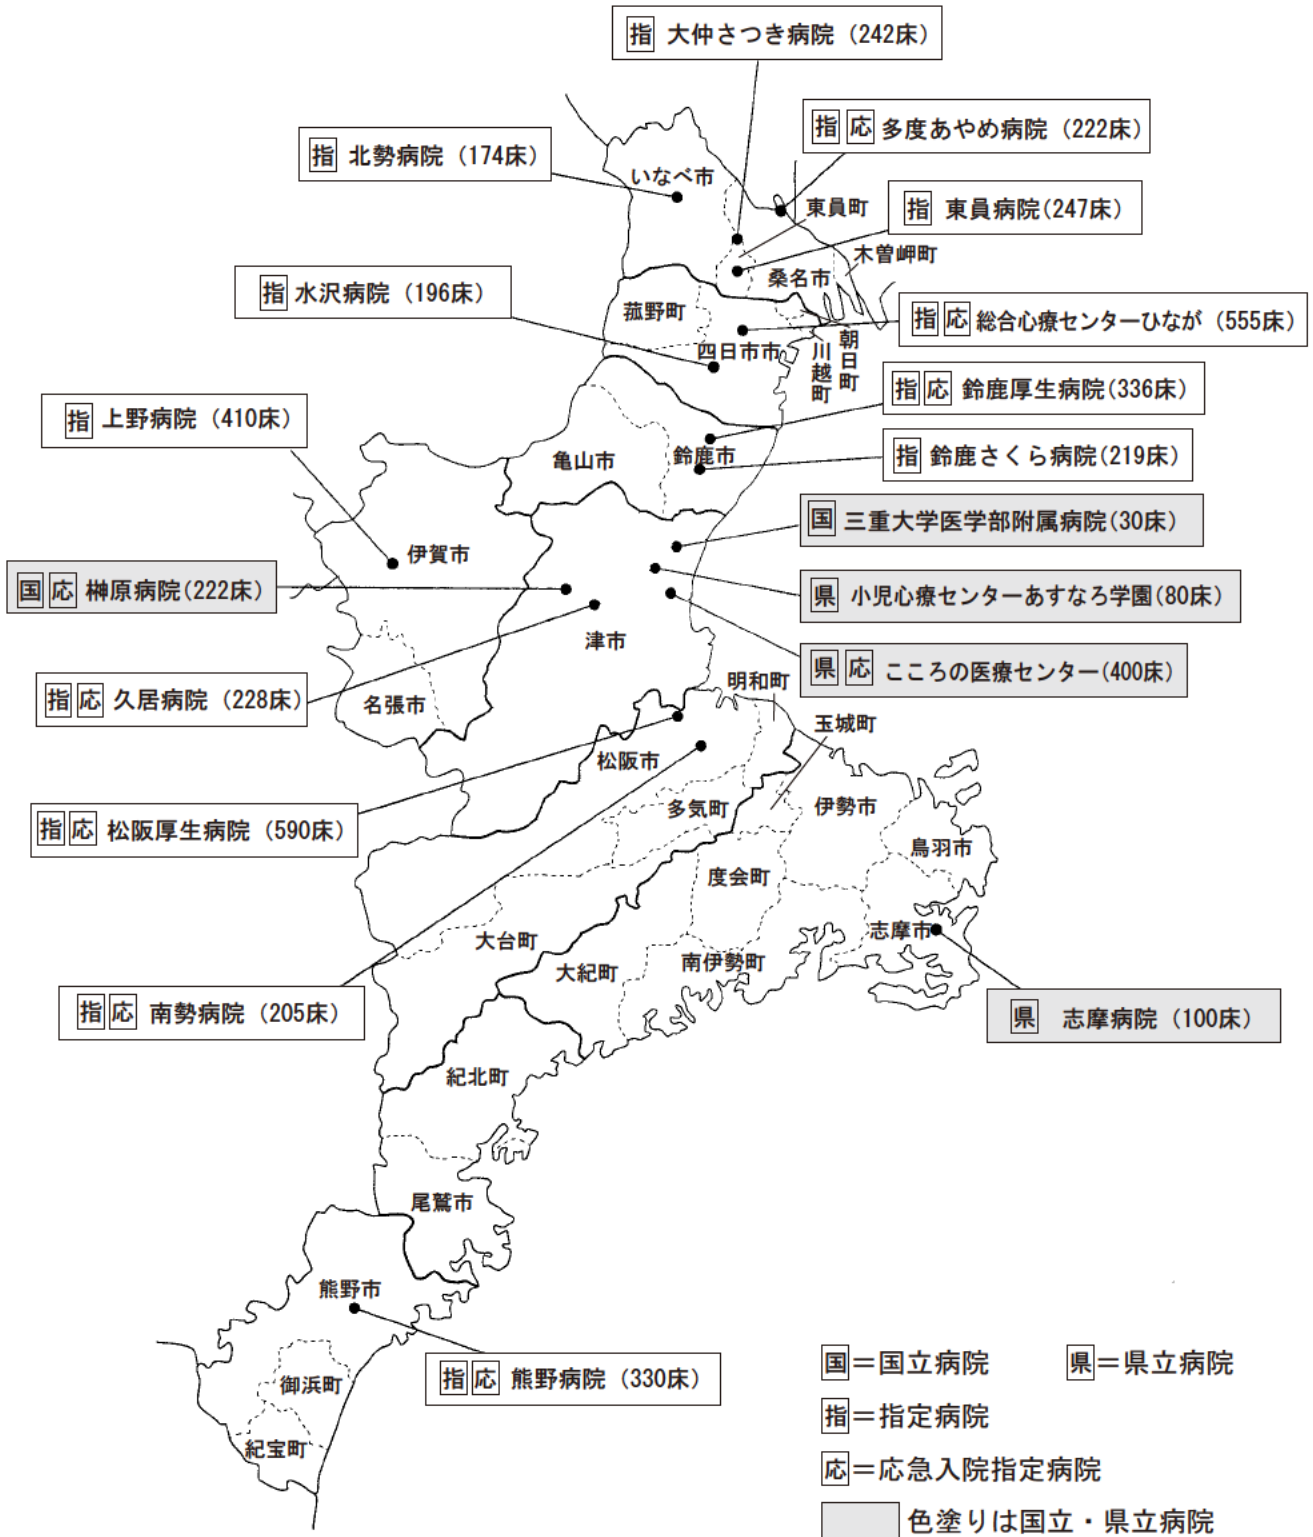 指 大仲さつき病院 (242床)
指 応 多度あやめ病院 (222床)
指 北勢病院 (174床)
いなべ市
指 東員病院(247床)
東員町
木曽岬町
桑名市
指 水沢病院 (196床)
菰野町
指 応 総合心療センターひなが (555床)
四日市市
朝日町
川越町
指 応 鈴鹿厚生病院(336床)
指 上野病院 (410床)
亀山市
鈴鹿市
指 鈴鹿さくら病院(219床)
国 三重大学医学部附属病院(30床)
伊賀市
国 応 榊原病院(222床)
県 小児心療センターあすなろ学園(80床)
津市
県 応 こころの医療センター(400床)
指 応 久居病院 (228床)
名張市
明和町
玉城町
松阪市
多気町
伊勢市
指 応 松阪厚生病院 (590床)
鳥羽市
度会町
志摩市
大台町
大紀町
南伊勢町
指 応 南勢病院 (205床)
県 志摩病院 (100床)
紀北町
尾鷲市
熊野市
指 応 熊野病院 (330床)
御浜町
紀宝町
国=国立病院 県=県立病院
指=指定病院
応=応急入院指定病院
色塗りは国立・県立病院